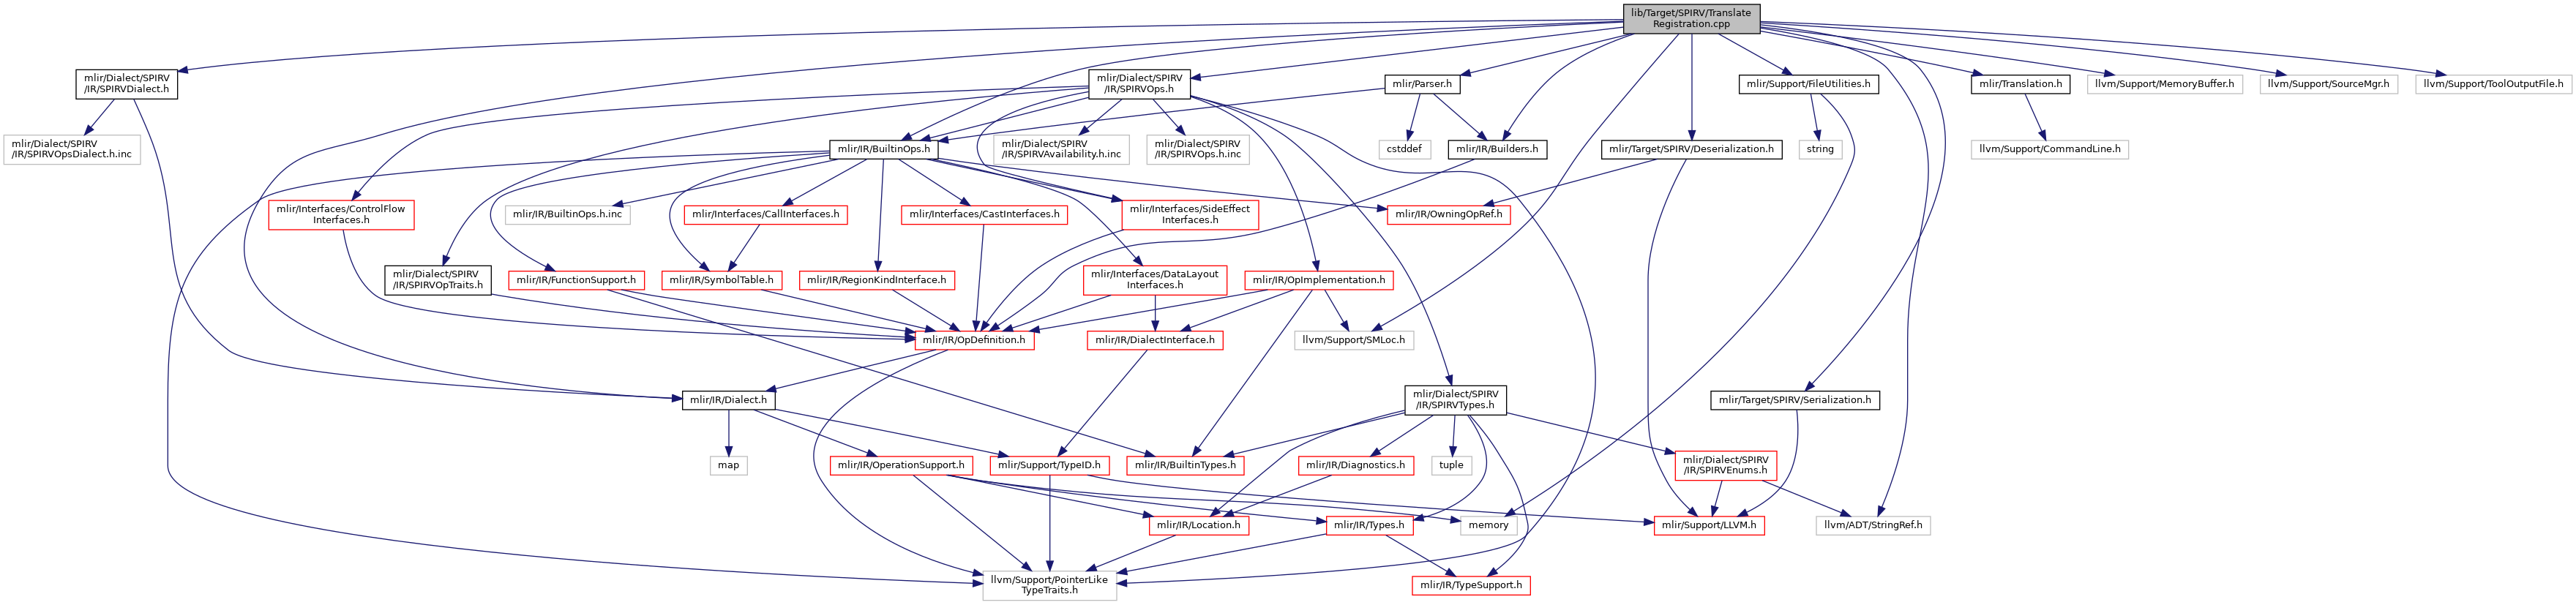 lib/Target/SPIRV/Translate
Registration.cpp
mlir/Dialect/SPIRV
/IR/SPIRVDialect.h
mlir/Dialect/SPIRV
/IR/SPIRVOps.h
mlir/Parser.h
mlir/Support/FileUtilities.h
mlir/Translation.h
llvm/Support/MemoryBuffer.h
llvm/Support/SourceMgr.h
llvm/Support/ToolOutputFile.h
mlir/Dialect/SPIRV
/IR/SPIRVOpsDialect.h.inc
mlir/IR/BuiltinOps.h
mlir/Dialect/SPIRV
/IR/SPIRVAvailability.h.inc
mlir/Dialect/SPIRV
/IR/SPIRVOps.h.inc
cstddef
mlir/IR/Builders.h
mlir/Target/SPIRV/Deserialization.h
string
llvm/Support/CommandLine.h
mlir/Interfaces/ControlFlow
Interfaces.h
mlir/IR/BuiltinOps.h.inc
mlir/Interfaces/CallInterfaces.h
mlir/Interfaces/CastInterfaces.h
mlir/Interfaces/SideEffect
Interfaces.h
mlir/IR/OwningOpRef.h
mlir/Dialect/SPIRV
/IR/SPIRVOpTraits.h
mlir/IR/FunctionSupport.h
mlir/IR/SymbolTable.h
mlir/IR/RegionKindInterface.h
mlir/Interfaces/DataLayout
Interfaces.h
mlir/IR/OpImplementation.h
mlir/IR/OpDefinition.h
mlir/IR/DialectInterface.h
llvm/Support/SMLoc.h
mlir/IR/Dialect.h
mlir/Dialect/SPIRV
/IR/SPIRVTypes.h
mlir/Target/SPIRV/Serialization.h
map
mlir/IR/OperationSupport.h
mlir/Support/TypeID.h
mlir/IR/BuiltinTypes.h
mlir/IR/Diagnostics.h
tuple
mlir/Dialect/SPIRV
/IR/SPIRVEnums.h
mlir/IR/Location.h
mlir/IR/Types.h
memory
mlir/Support/LLVM.h
llvm/ADT/StringRef.h
llvm/Support/PointerLike
TypeTraits.h
mlir/IR/TypeSupport.h